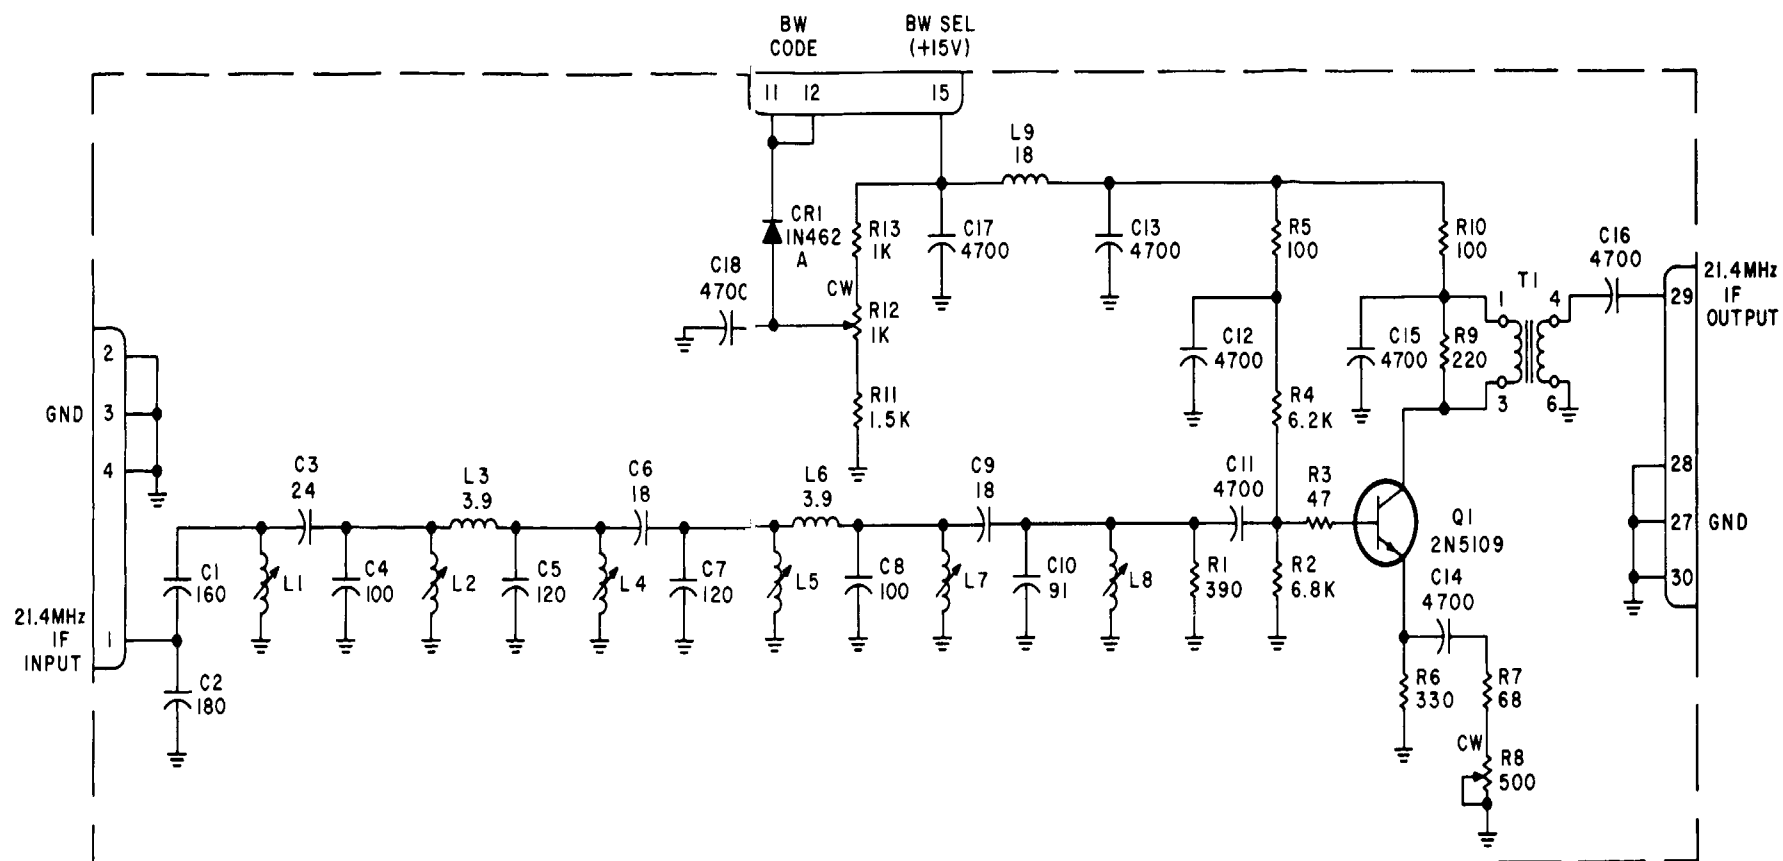 BW
CODE
BW SEL
(+15V)
11 12 15
L9
18
CR1
1N462
A
R13
1K
C17
4700
C13
4700
R5
100
R10
100
C16
4700
C18
470C
CW
R12
1K
C12
4700
C15
4700
R9
220
T1
1
4
3
6
29
21.4MHz
IF
OUTPUT
2
GND 3
4
R11
1.5K
R4
6.2K
28
27 GND
30
C3
24
L3
3.9
C6
18
L6
3.9
C9
18
C11
4700
R3
47
Q1
2N5109
C1
160
L1
C4
100
L2
C5
120
L4
C7
120
L5
C8
100
L7
C10
91
L8
R1
390
R2
6.8K
C14
4700
21.4MHz
IF
INPUT
1
C2
180
R6
330
R7
68
CW
R8
500